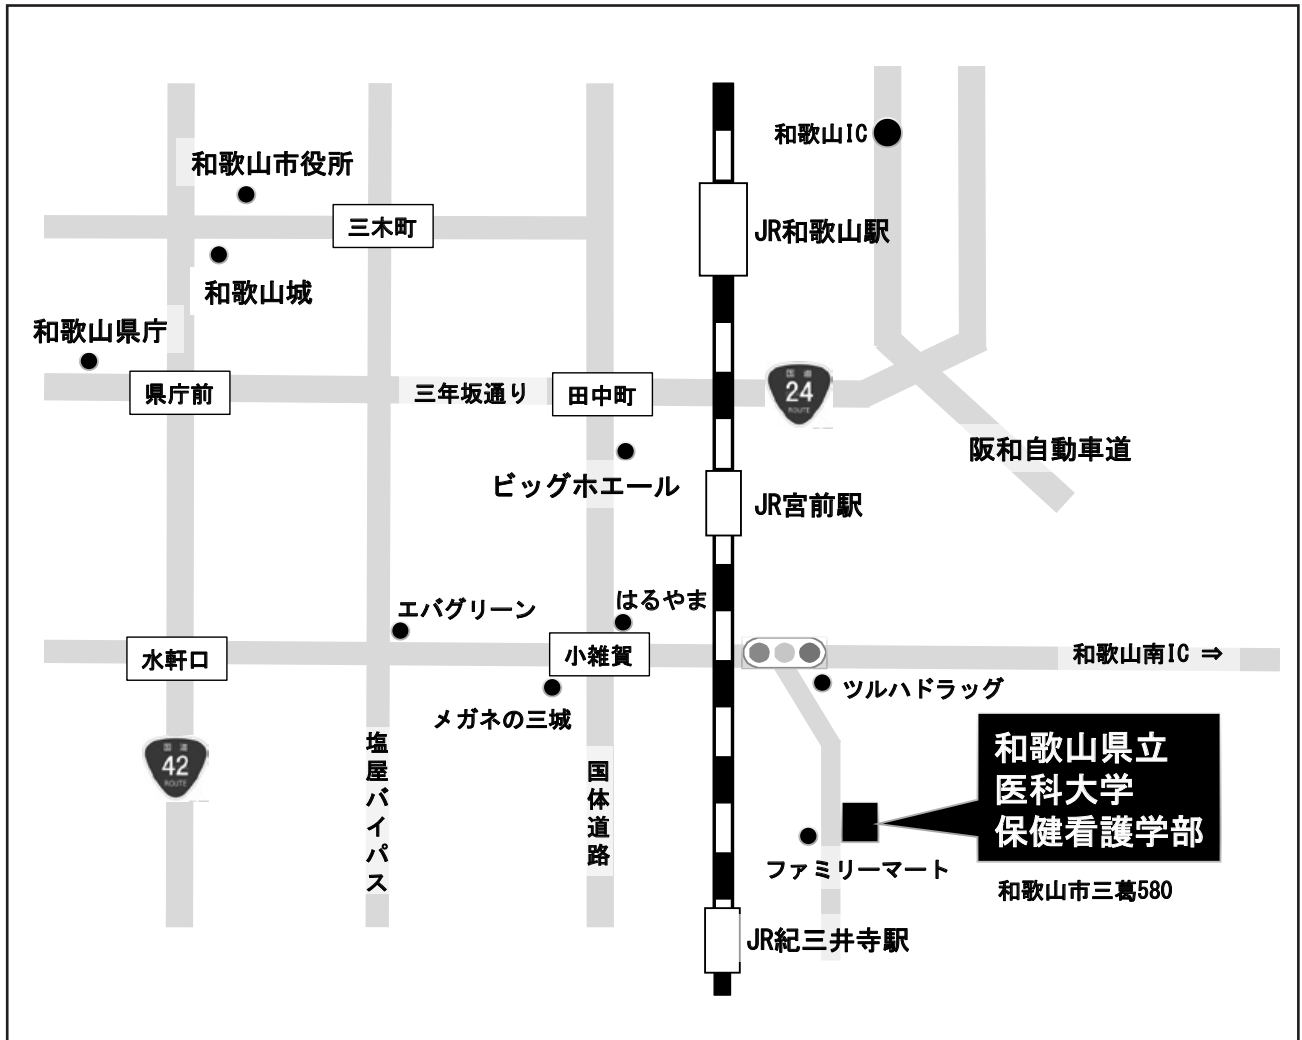 和歌山IC
和歌山市役所
三木町
JR和歌山駅
和歌山城
和歌山県庁
県庁前
三年坂通り
田中町
国道
24
ROUTE
阪和自動車道
ビッグホエール
JR宮前駅
はるやま
エバグリーン
水軒口
小雑賀
和歌山南IC ⇒
ツルハドラッグ
メガネの三城
国道
42
ROUTE
塩屋バイパス
国体道路
和歌山県立
医科大学
保健看護学部
ファミリーマート
和歌山市三葛580
JR紀三井寺駅